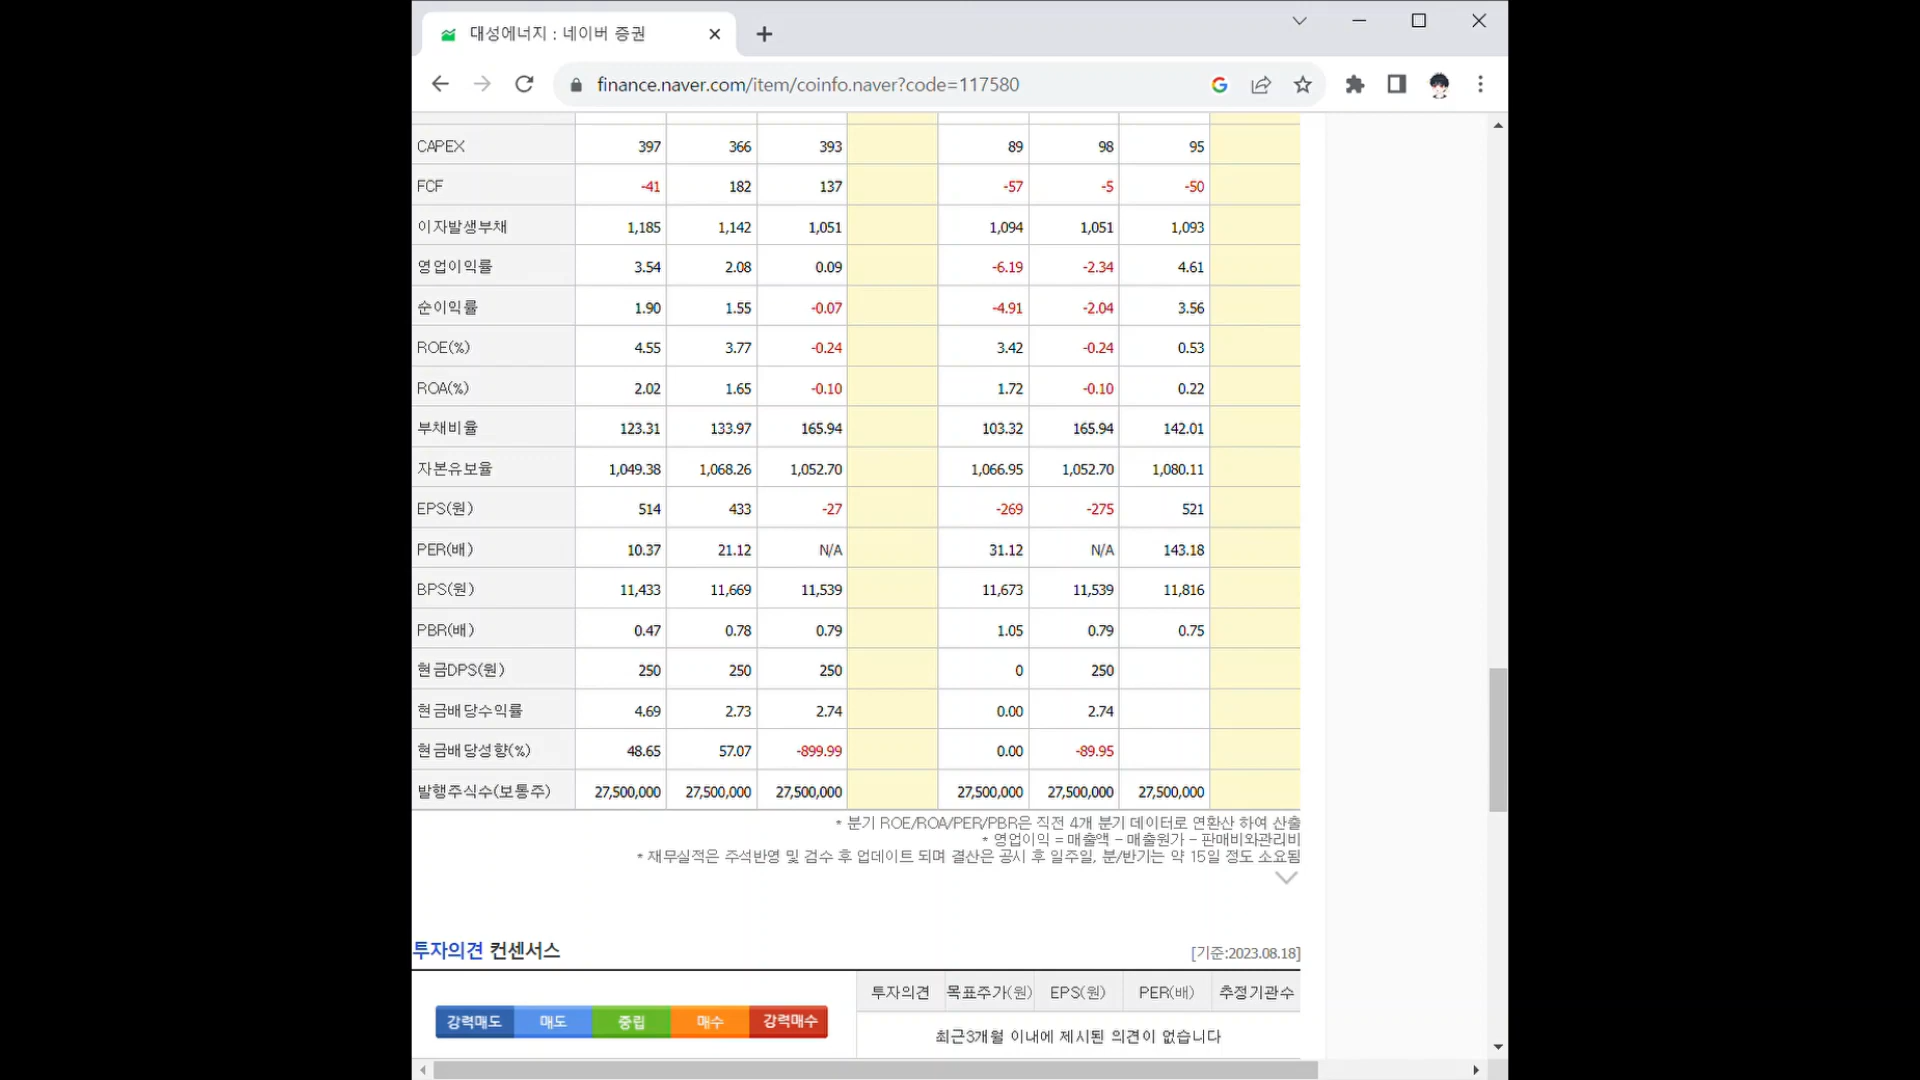 대성에너지 : 네이버 증권
finance.naver.com/item/coinfo.naver?code=117580
CAPEX 397 366 393 89 98 95
FCF -41 182 137 -57 -5 -50
이자발생부채 1,185 1,142 1,051 1,094 1,051 1,093
영업이익률 3.54 2.08 0.09 -6.19 -2.34 4.61
순이익률 1.90 1.55 -0.07 -4.91 -2.04 3.56
ROE(%) 4.55 3.77 -0.24 3.42 -0.24 0.53
ROA(%) 2.02 1.65 -0.10 1.72 -0.10 0.22
부채비율 123.31 133.97 165.94 103.32 165.94 142.01
자본유보율 1,049.38 1,068.26 1,052.70 1,066.95 1,052.70 1,080.11
EPS(원) 514 433 -27 -269 -275 521
PER(배) 10.37 21.12 N/A 31.12 N/A 143.18
BPS(원) 11,433 11,669 11,539 11,673 11,539 11,816
PBR(배) 0.47 0.78 0.79 1.05 0.79 0.75
현금DPS(원) 250 250 250 0 250
현금배당수익률 4.69 2.73 2.74 0.00 2.74
현금배당성향(%) 48.65 57.07 -899.99 0.00 -89.95
발행주식수(보통주) 27,500,000 27,500,000 27,500,000 27,500,000 27,500,000 27,500,000
* 분기 ROE/ROA/PER/PBR은 직전 4개 분기 데이터로 연환산 하여 산출
* 영업이익 = 매출액 - 매출원가 - 판매비와관리비
* 재무실적은 주석반영 및 검수 후 업데이트 되며 결산은 공시 후 일주일, 분/반기는 약 15일 정도 소요됨
투자의견 컨센서스 [기준:2023.08.18]
투자의견 목표주가(원) EPS(원) PER(배) 추정기관수
강력매도 매도 중립 매수 강력매수
최근3개월 이내에 제시된 의견이 없습니다